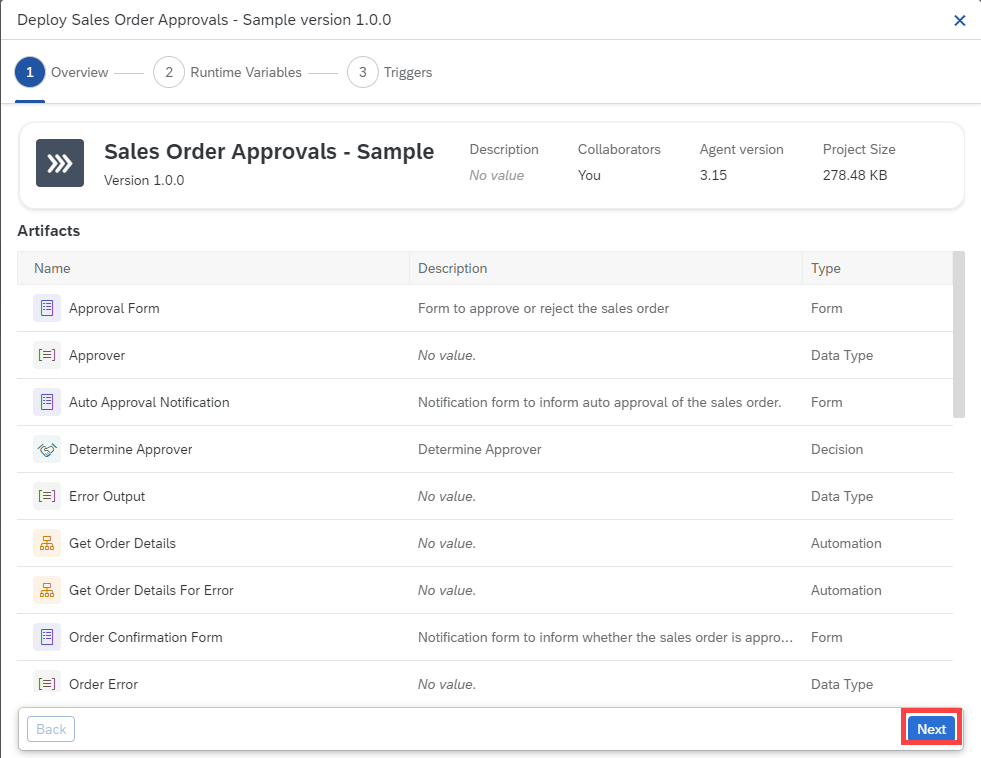 Deploy Sales Order Approvals - Sample version 1.0.0
1 Overview 2 Runtime Variables 3 Triggers
Sales Order Approvals - Sample
Version 1.0.0
Description Collaborators Agent version Project Size
No value You 3.15 278.48 KB
Artifacts
Name Description Type
Approval Form Form to approve or reject the sales order Form
Approver No value. Data Type
Auto Approval Notification Notification form to inform auto approval of the sales order. Form
Determine Approver Determine Approver Decision
Error Output No value. Data Type
Get Order Details No value. Automation
Get Order Details For Error No value. Automation
Order Confirmation Form Notification form to inform whether the sales order is appro... Form
Order Error No value. Data Type
Back Next